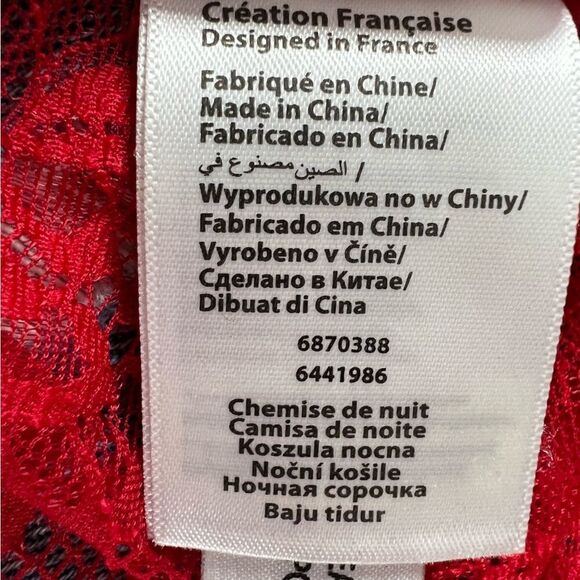 Création Française
Designed in France
Fabriqué en Chine/
Made in China/
Fabricado en China/
الصين مصنوع في /
Wyprodukowa no w Chiny/
Fabricado em China/
Vyrobeno v Číně/
Сделано в Китае/
Dibuat di Cina
6870388
6441986
Chemise de nuit
Camisa de noite
Koszula nocna
Noční košile
Ночная сорочка
Baju tidur